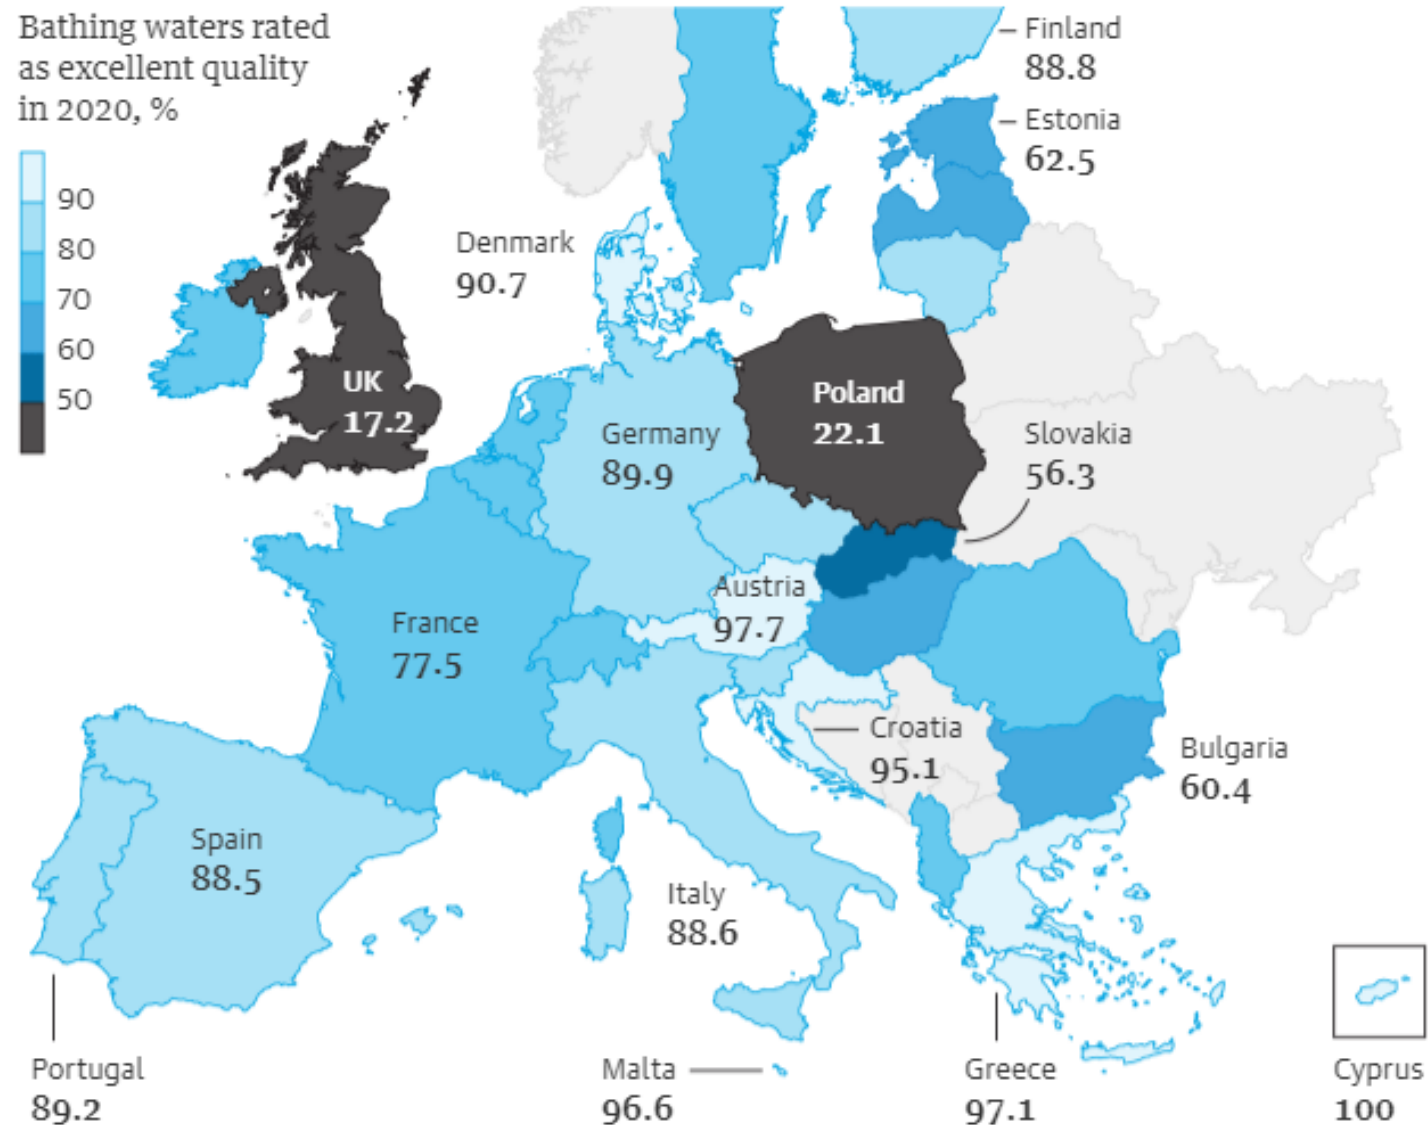 Bathing waters rated
as excellent quality
in 2020, %
90
80
70
60
50
Finland
88.8
Estonia
62.5
Denmark
90.7
UK
17.2
Poland
22.1
Germany
89.9
Slovakia
56.3
Austria
97.7
France
77.5
Croatia
95.1
Bulgaria
60.4
Spain
88.5
Italy
88.6
Portugal
89.2
Malta
96.6
Greece
97.1
Cyprus
100